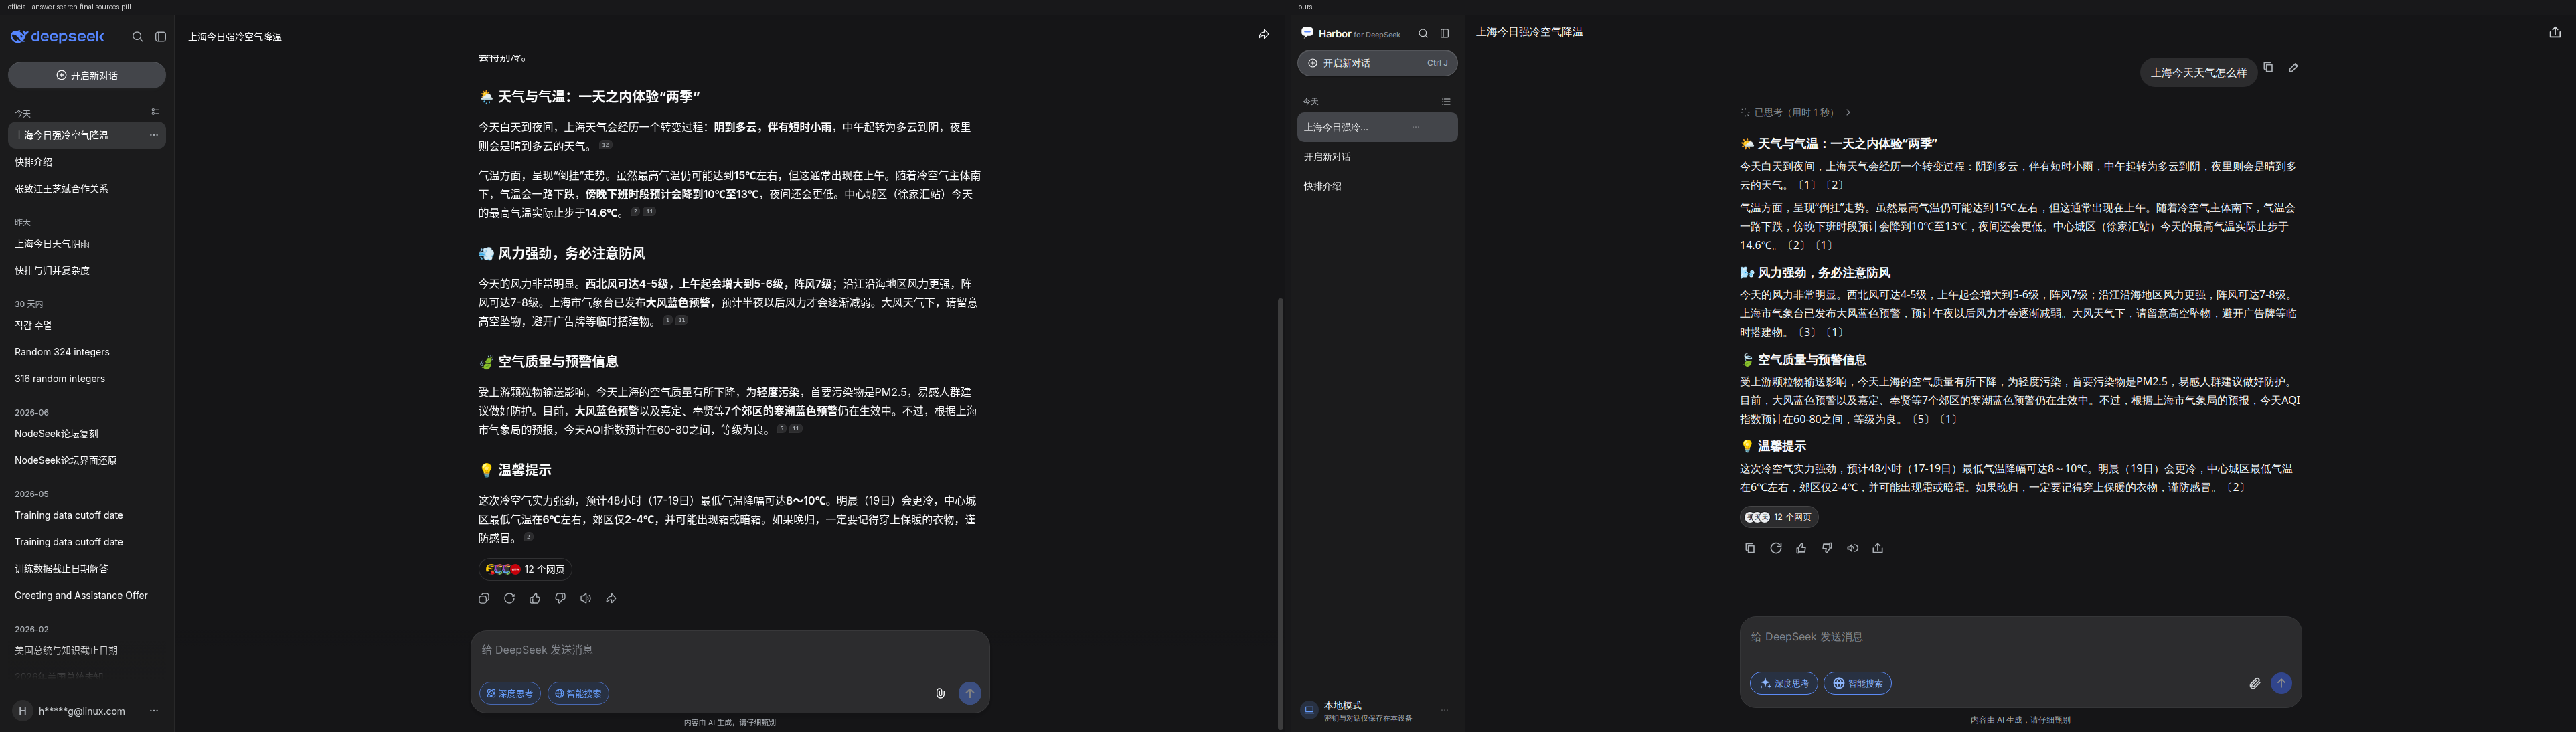 official answer-search-final-sources-pill
deepseek
开启新对话
今天
上海今日强冷空气降温
快排介绍
张致江王芝斌合作关系
昨天
上海今日天气阴雨
快排与归并复杂度
30 天内
직감 수열
Random 324 integers
316 random integers
2026-06
NodeSeek论坛复刻
NodeSeek论坛界面还原
2026-05
Training data cutoff date
Training data cutoff date
训练数据截止日期解答
Greeting and Assistance Offer
2026-02
美国总统与知识截止日期
H h*****g@linux.com
上海今日强冷空气降温
会特别冷。
🌦️ 天气与气温：一天之内体验“两季”
今天白天到夜间，上海天气会经历一个转变过程：阴到多云，伴有短时小雨，中午起转为多云到阴，夜里
则会是晴到多云的天气。 12
气温方面，呈现“倒挂”走势。虽然最高气温仍可能达到15℃左右，但这通常出现在上午。随着冷空气主体南
下，气温会一路下跌，傍晚下班时段预计会降到10℃至13℃，夜间还会更低。中心城区（徐家汇站）今天
的最高气温实际止步于14.6℃。 2 11
💨 风力强劲，务必注意防风
今天的风力非常明显。西北风可达4-5级，上午起会增大到5-6级，阵风7级；沿江沿海地区风力更强，阵
风可达7-8级。上海市气象台已发布大风蓝色预警，预计半夜以后风力才会逐渐减弱。大风天气下，请留意
高空坠物，避开广告牌等临时搭建物。 1 11
🌿 空气质量与预警信息
受上游颗粒物输送影响，今天上海的空气质量有所下降，为轻度污染，首要污染物是PM2.5，易感人群建
议做好防护。目前，大风蓝色预警以及嘉定、奉贤等7个郊区的寒潮蓝色预警仍在生效中。不过，根据上海
市气象局的预报，今天AQI指数预计在60-80之间，等级为良。 5 11
💡 温馨提示
这次冷空气实力强劲，预计48小时（17-19日）最低气温降幅可达8～10℃。明晨（19日）会更冷，中心城
区最低气温在6℃左右，郊区仅2-4℃，并可能出现霜或暗霜。如果晚归，一定要记得穿上保暖的衣物，谨
防感冒。 2
12 个网页
给 DeepSeek 发送消息
深度思考 智能搜索
内容由 AI 生成，请仔细甄别
ours
Harbor for DeepSeek
开启新对话 Ctrl J
今天
上海今日强冷...
开启新对话
快排介绍
本地模式
密钥与对话仅保存在本设备
上海今日强冷空气降温
上海今天天气怎么样
已思考（用时 1 秒）
🌤️ 天气与气温：一天之内体验“两季”
今天白天到夜间，上海天气会经历一个转变过程：阴到多云，伴有短时小雨，中午起转为多云到阴，夜里则会是晴到多
云的天气。〔1〕〔2〕
气温方面，呈现“倒挂”走势。虽然最高气温仍可能达到15℃左右，但这通常出现在上午。随着冷空气主体南下，气温会
一路下跌，傍晚下班时段预计会降到10℃至13℃，夜间还会更低。中心城区（徐家汇站）今天的最高气温实际止步于
14.6℃。〔2〕〔1〕
🌬️ 风力强劲，务必注意防风
今天的风力非常明显。西北风可达4-5级，上午起会增大到5-6级，阵风7级；沿江沿海地区风力更强，阵风可达7-8级。
上海市气象台已发布大风蓝色预警，预计午夜以后风力才会逐渐减弱。大风天气下，请留意高空坠物，避开广告牌等临
时搭建物。〔3〕〔1〕
🍃 空气质量与预警信息
受上游颗粒物输送影响，今天上海的空气质量有所下降，为轻度污染，首要污染物是PM2.5，易感人群建议做好防护。
目前，大风蓝色预警以及嘉定、奉贤等7个郊区的寒潮蓝色预警仍在生效中。不过，根据上海市气象局的预报，今天AQI
指数预计在60-80之间，等级为良。〔5〕〔1〕
💡 温馨提示
这次冷空气实力强劲，预计48小时（17-19日）最低气温降幅可达8～10℃。明晨（19日）会更冷，中心城区最低气温
在6℃左右，郊区仅2-4℃，并可能出现霜或暗霜。如果晚归，一定要记得穿上保暖的衣物，谨防感冒。〔2〕
12 个网页
给 DeepSeek 发送消息
深度思考 智能搜索
内容由 AI 生成，请仔细甄别